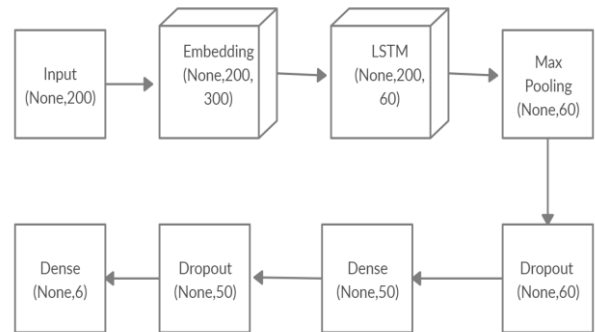 Input
(None,200)
Embedding
(None,200,
300)
LSTM
(None,200,
60)
Max
Pooling
(None,60)
Dense
(None,6)
Dropout
(None,50)
Dense
(None,50)
Dropout
(None,60)